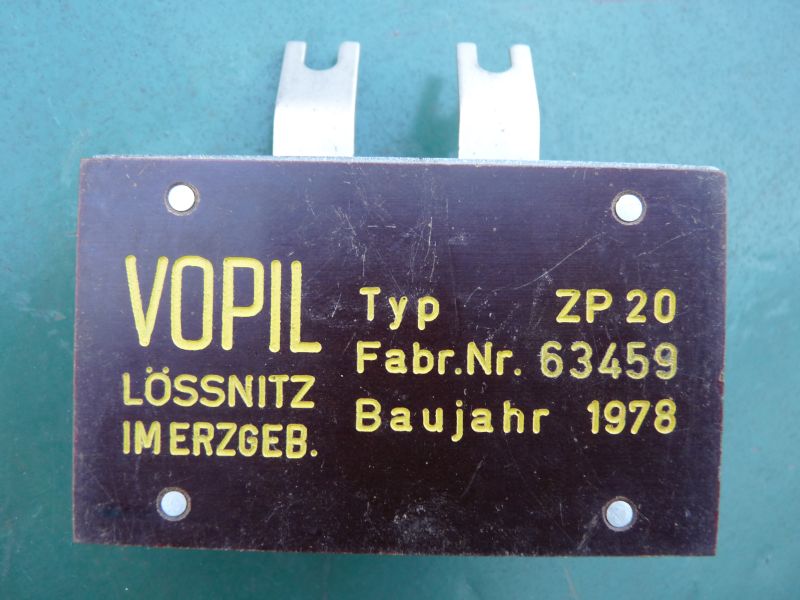 VOPIL
LÖSSNITZ
IM ERZGEB.
Typ ZP 20
Fabr.Nr. 63459
Baujahr 1978